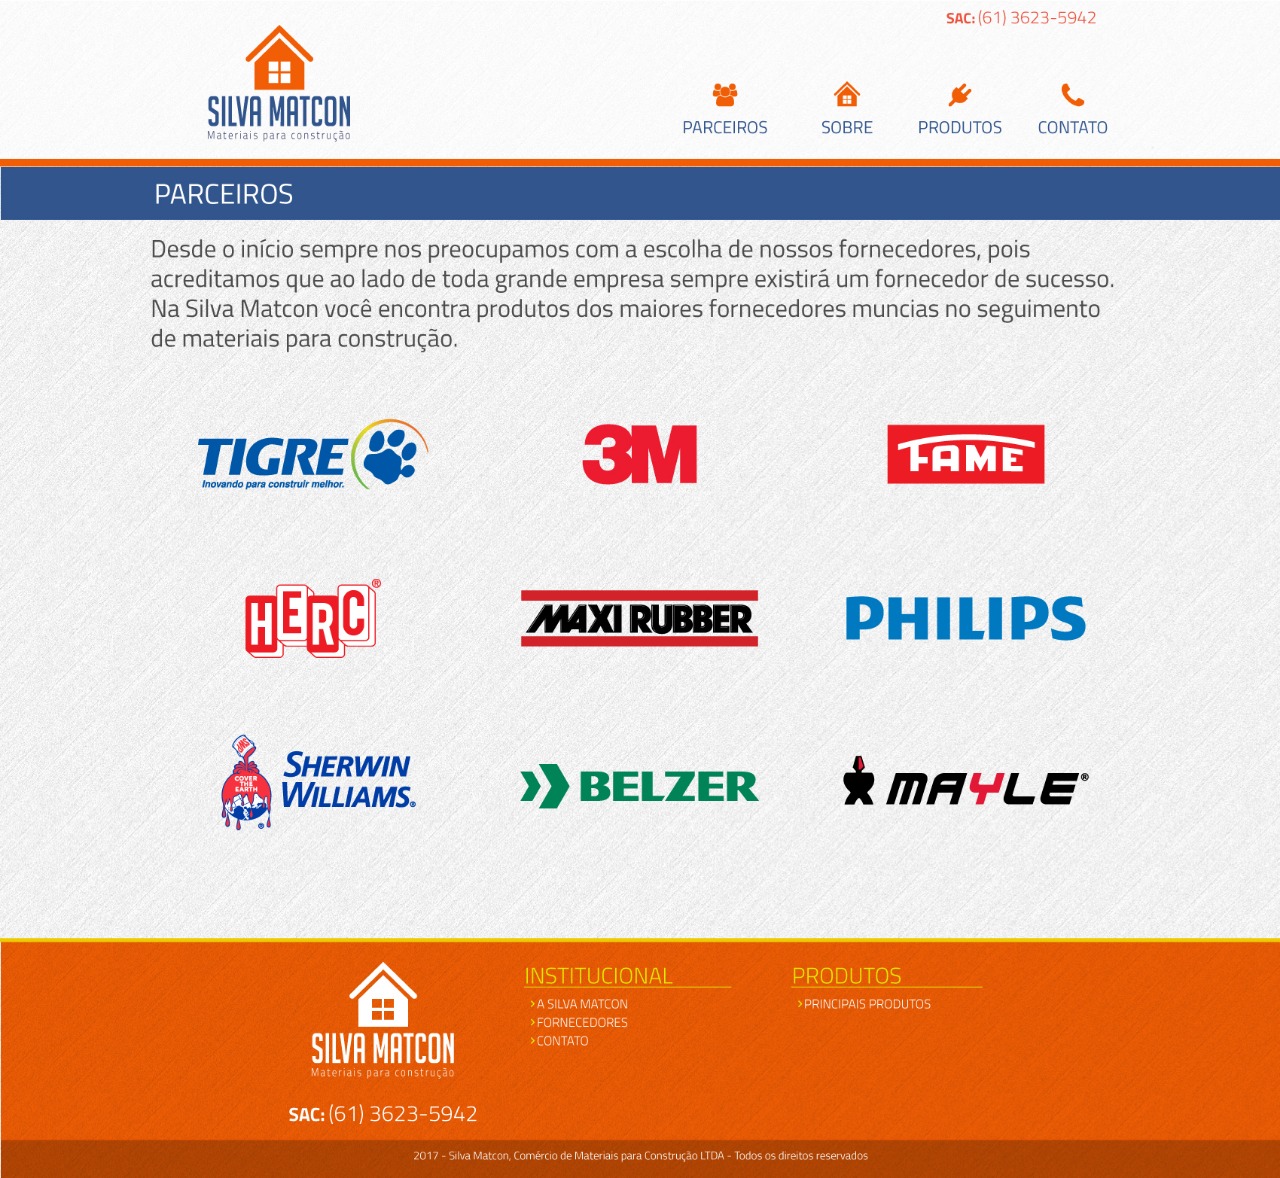 SAC: (61) 3623-5942
SILVA MATCON
Materiais para construção
PARCEIROS
SOBRE
PRODUTOS
CONTATO
PARCEIROS
Desde o início sempre nos preocupamos com a escolha de nossos fornecedores, pois
acreditamos que ao lado de toda grande empresa sempre existirá um fornecedor de sucesso.
Na Silva Matcon você encontra produtos dos maiores fornecedores muncias no seguimento
de materiais para construção.
TIGRE
Inovando para construir melhor.
3M
FAME
HERC®
MAXI RUBBER
PHILIPS
SWP
COVER
THE
EARTH
®
SHERWIN
WILLIAMS®
BELZER
MAYLE®
SILVA MATCON
Materiais para construção
SAC: (61) 3623-5942
INSTITUCIONAL
› A SILVA MATCON
› FORNECEDORES
› CONTATO
PRODUTOS
› PRINCIPAIS PRODUTOS
2017 - Silva Matcon, Comércio de Materiais para Construção LTDA - Todos os direitos reservados